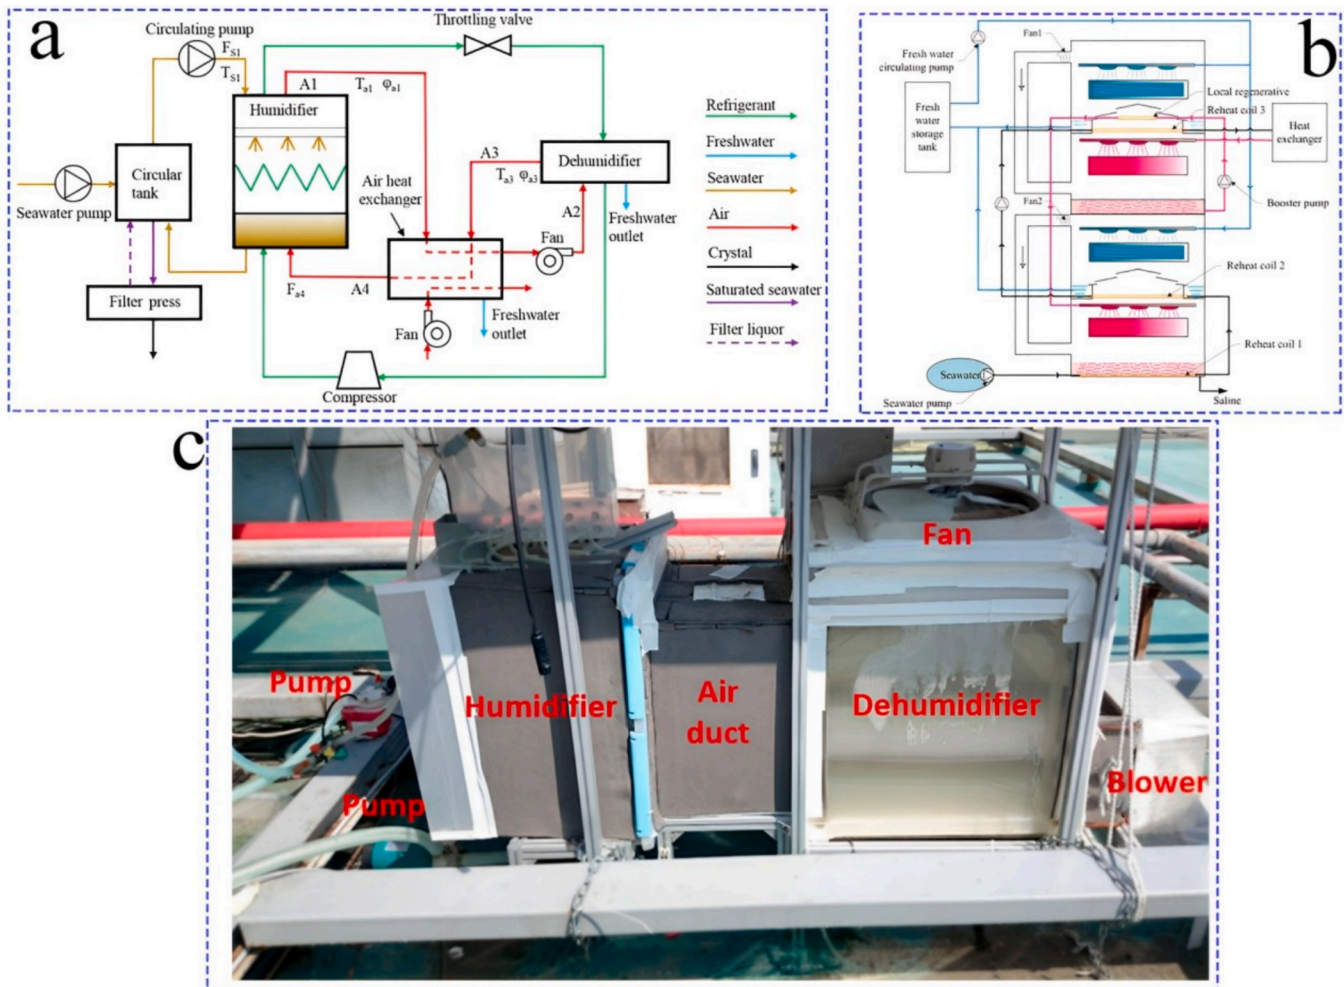 a
Circulating pump
F_S1
T_S1
Throttling valve
A1
T_a1 φ_a1
Humidifier
Circular
tank
Seawater pump
A3
T_a3 φ_a3
Dehumidifier
Air heat
exchanger
A2
Freshwater
outlet
Fan
F_a4
A4
Filter press
Fan
Freshwater
outlet
Compressor
Refrigerant
Freshwater
Seawater
Air
Crystal
Saturated seawater
Filter liquor
b
Fan1
Fresh water
circulating pump
Fresh
water
storage
tank
Local regenerative
Reheat coil 3
Heat
exchanger
Fan2
Booster pump
Reheat coil 2
Reheat coil 1
Seawater
Seawater pump
Saline
c
Fan
Pump
Humidifier
Air
duct
Dehumidifier
Pump
Blower